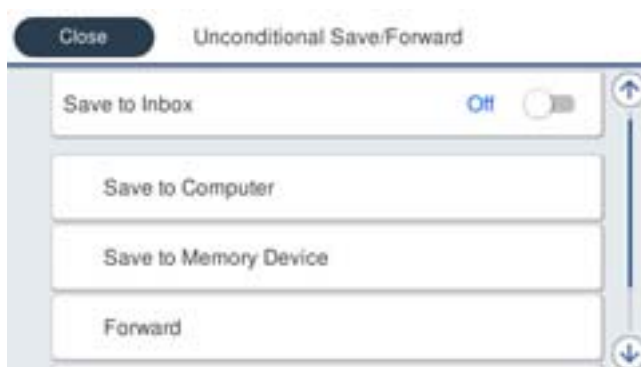 Close Unconditional Save/Forward
Save to Inbox Off
Save to Computer
Save to Memory Device
Forward